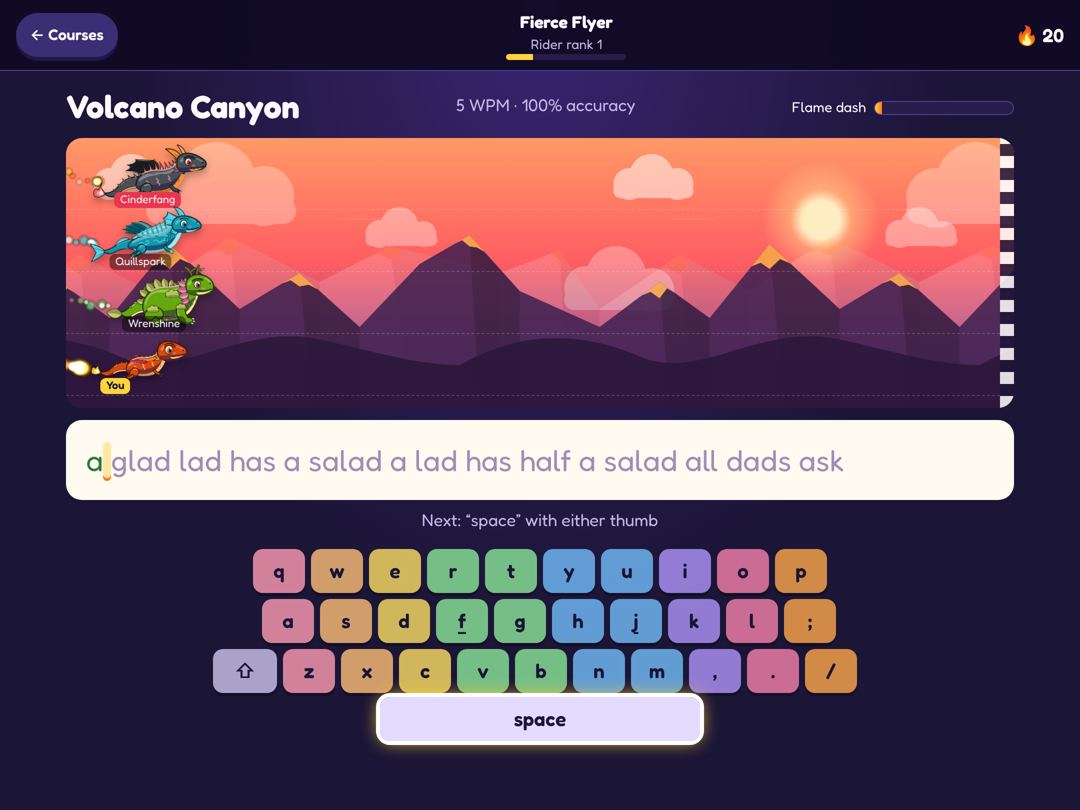 ← Courses
Fierce Flyer
Rider rank 1
🔥 20
Volcano Canyon
5 WPM · 100% accuracy
Flame dash
Cinderfang
Quillspark
Wrenshine
You
a glad lad has a salad a lad has half a salad all dads ask
Next: “space” with either thumb
q w e r t y u i o p
a s d f g h j k l ;
⇧ z x c v b n m , . /
space